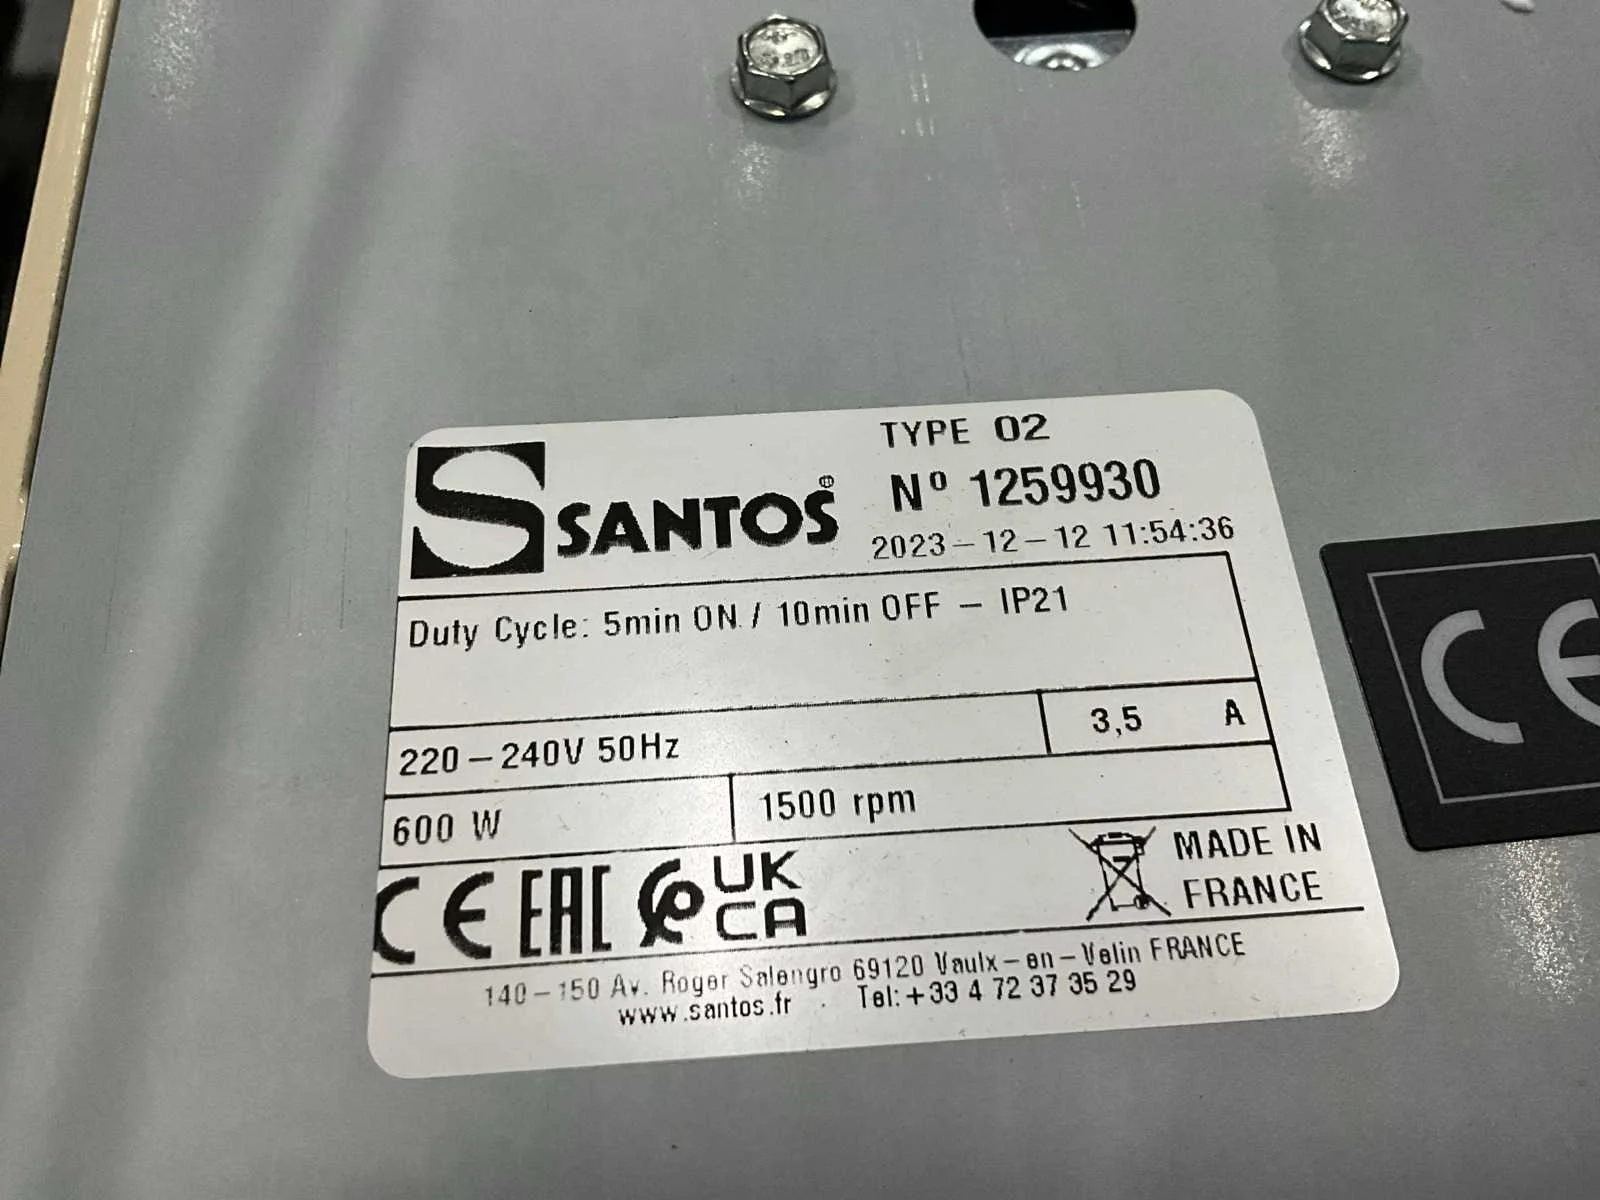 TYPE 02
SANTOS®
Nº 1259930
2023-12-12 11:54:36
Duty Cycle: 5min ON / 10min OFF - IP21
220-240V 50Hz
3,5 A
600 W
1500 rpm
CE EAC UK CA
MADE IN
FRANCE
140-150 Av. Roger Salengro 69120 Vaulx-en-Velin FRANCE
www.santos.fr Tel:+33 4 72 37 35 29
CE